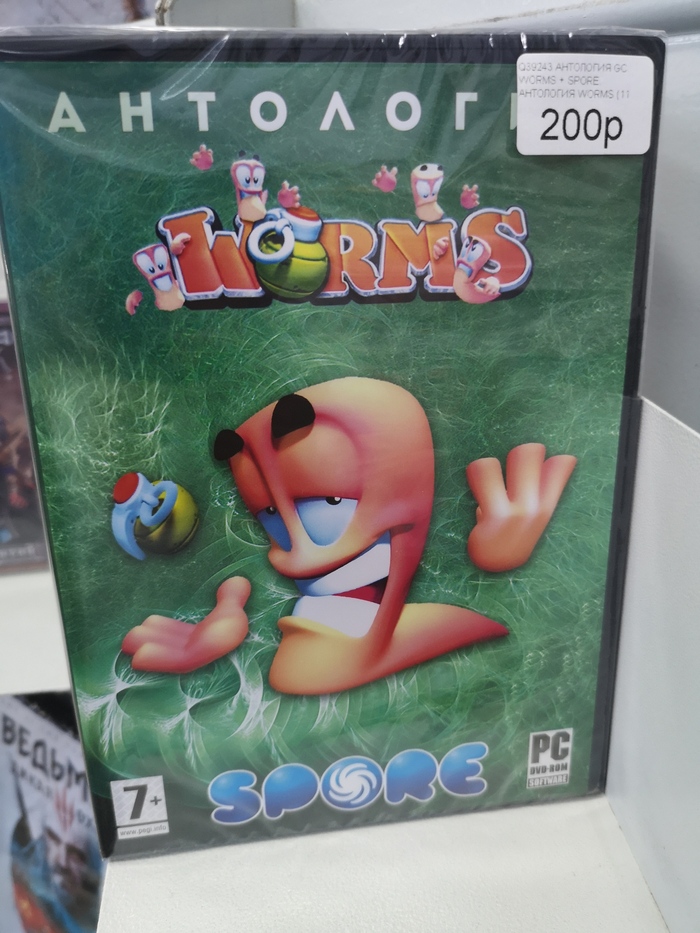 АНТОЛОГИ
Q39243 АНТОЛОГИЯ GC
WORMS + SPORE
АНТОЛОГИЯ WORMS (11
200р
WORMS
SPORE
7+
www.pegi.info
PC
DVD-ROM
SOFTWARE
ВЕДЬМ